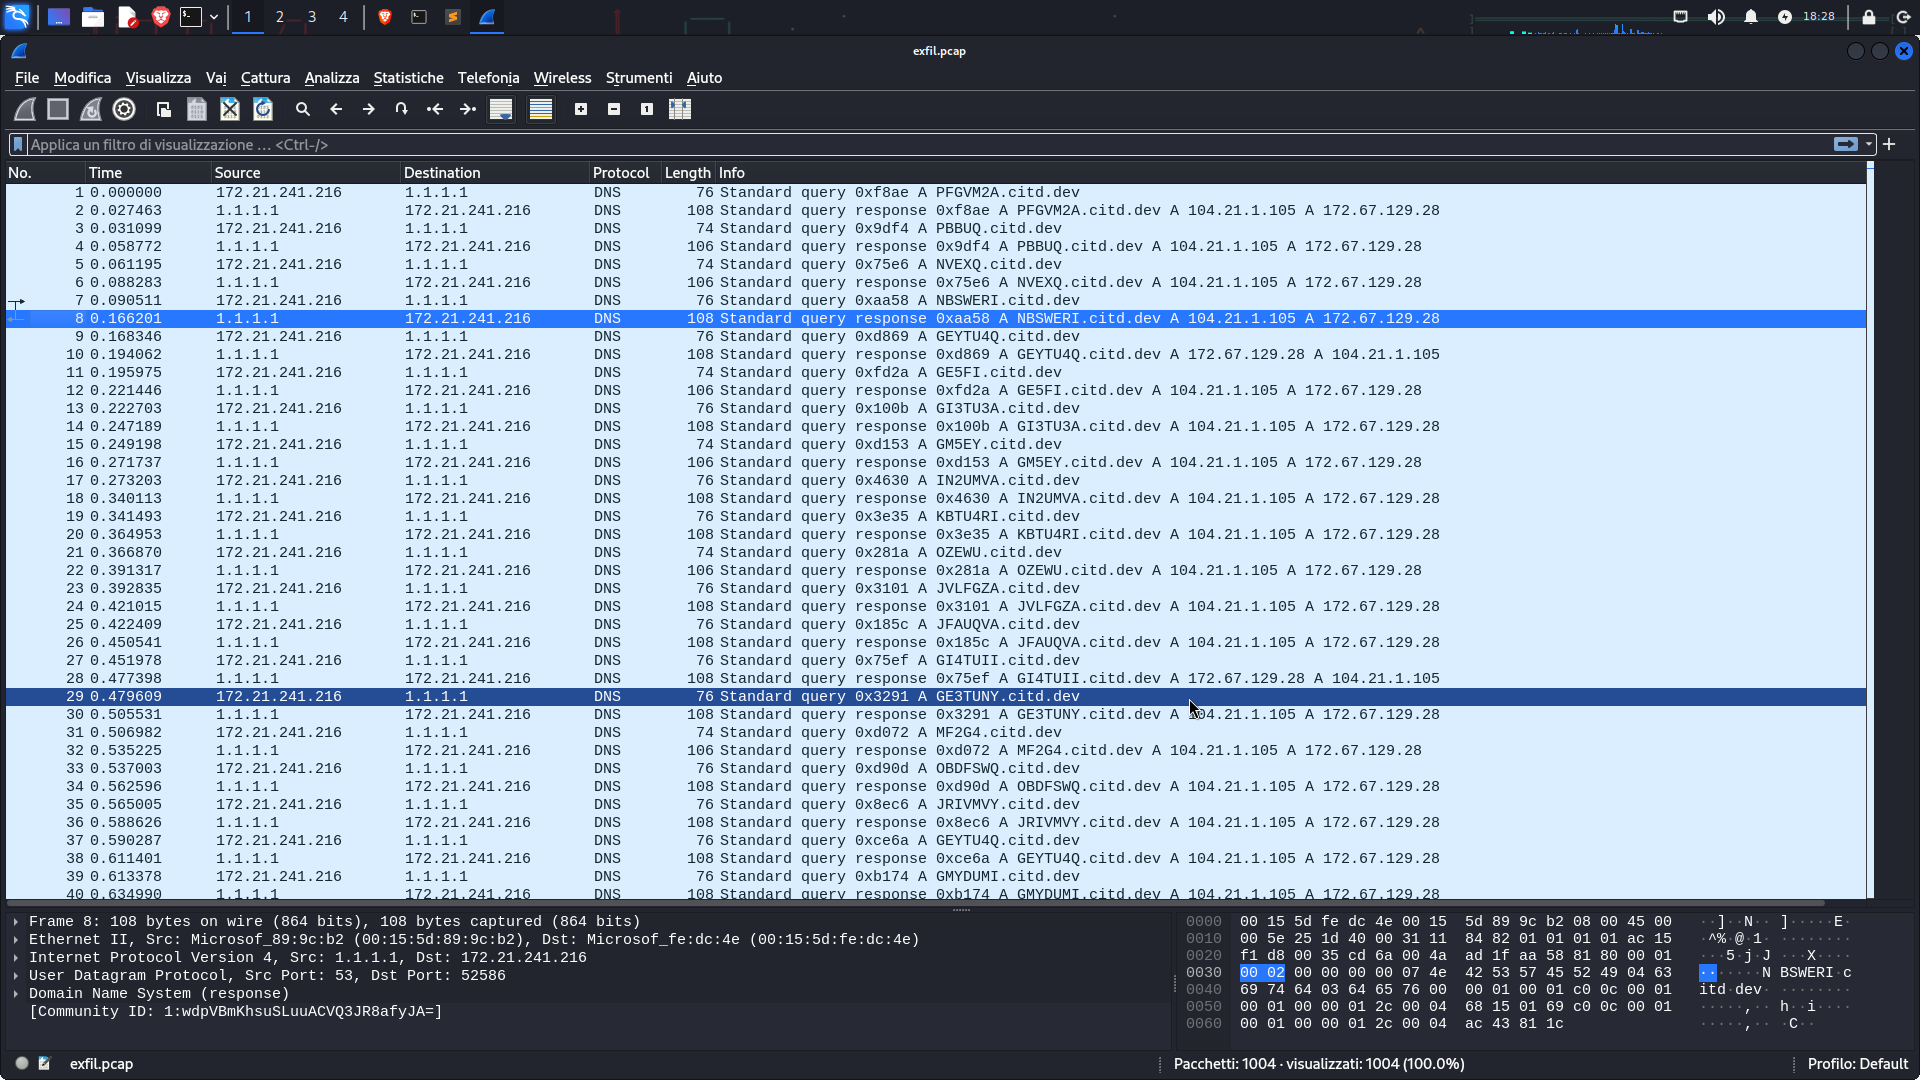 1 2 3 4 18:28
exfil.pcap
File Modifica Visualizza Vai Cattura Analizza Statistiche Telefonia Wireless Strumenti Aiuto
Applica un filtro di visualizzazione … <Ctrl-/>
No. Time Source Destination Protocol Length Info
1 0.000000 172.21.241.216 1.1.1.1 DNS 76 Standard query 0xf8ae A PFGVM2A.citd.dev
2 0.027463 1.1.1.1 172.21.241.216 DNS 108 Standard query response 0xf8ae A PFGVM2A.citd.dev A 104.21.1.105 A 172.67.129.28
3 0.031099 172.21.241.216 1.1.1.1 DNS 74 Standard query 0x9df4 A PBBUQ.citd.dev
4 0.058772 1.1.1.1 172.21.241.216 DNS 106 Standard query response 0x9df4 A PBBUQ.citd.dev A 104.21.1.105 A 172.67.129.28
5 0.061195 172.21.241.216 1.1.1.1 DNS 74 Standard query 0x75e6 A NVEXQ.citd.dev
6 0.088283 1.1.1.1 172.21.241.216 DNS 106 Standard query response 0x75e6 A NVEXQ.citd.dev A 104.21.1.105 A 172.67.129.28
7 0.090511 172.21.241.216 1.1.1.1 DNS 76 Standard query 0xaa58 A NBSWERI.citd.dev
8 0.166201 1.1.1.1 172.21.241.216 DNS 108 Standard query response 0xaa58 A NBSWERI.citd.dev A 104.21.1.105 A 172.67.129.28
9 0.168346 172.21.241.216 1.1.1.1 DNS 76 Standard query 0xd869 A GEYTU4Q.citd.dev
10 0.194062 1.1.1.1 172.21.241.216 DNS 108 Standard query response 0xd869 A GEYTU4Q.citd.dev A 172.67.129.28 A 104.21.1.105
11 0.195975 172.21.241.216 1.1.1.1 DNS 74 Standard query 0xfd2a A GE5FI.citd.dev
12 0.221446 1.1.1.1 172.21.241.216 DNS 106 Standard query response 0xfd2a A GE5FI.citd.dev A 104.21.1.105 A 172.67.129.28
13 0.222703 172.21.241.216 1.1.1.1 DNS 76 Standard query 0x100b A GI3TU3A.citd.dev
14 0.247189 1.1.1.1 172.21.241.216 DNS 108 Standard query response 0x100b A GI3TU3A.citd.dev A 104.21.1.105 A 172.67.129.28
15 0.249198 172.21.241.216 1.1.1.1 DNS 74 Standard query 0xd153 A GM5EY.citd.dev
16 0.271737 1.1.1.1 172.21.241.216 DNS 106 Standard query response 0xd153 A GM5EY.citd.dev A 104.21.1.105 A 172.67.129.28
17 0.273203 172.21.241.216 1.1.1.1 DNS 76 Standard query 0x4630 A IN2UMVA.citd.dev
18 0.340113 1.1.1.1 172.21.241.216 DNS 108 Standard query response 0x4630 A IN2UMVA.citd.dev A 104.21.1.105 A 172.67.129.28
19 0.341493 172.21.241.216 1.1.1.1 DNS 76 Standard query 0x3e35 A KBTU4RI.citd.dev
20 0.364953 1.1.1.1 172.21.241.216 DNS 108 Standard query response 0x3e35 A KBTU4RI.citd.dev A 104.21.1.105 A 172.67.129.28
21 0.366870 172.21.241.216 1.1.1.1 DNS 74 Standard query 0x281a A OZEWU.citd.dev
22 0.391317 1.1.1.1 172.21.241.216 DNS 106 Standard query response 0x281a A OZEWU.citd.dev A 104.21.1.105 A 172.67.129.28
23 0.392835 172.21.241.216 1.1.1.1 DNS 76 Standard query 0x3101 A JVLFGZA.citd.dev
24 0.421015 1.1.1.1 172.21.241.216 DNS 108 Standard query response 0x3101 A JVLFGZA.citd.dev A 104.21.1.105 A 172.67.129.28
25 0.422409 172.21.241.216 1.1.1.1 DNS 76 Standard query 0x185c A JFAUQVA.citd.dev
26 0.450541 1.1.1.1 172.21.241.216 DNS 108 Standard query response 0x185c A JFAUQVA.citd.dev A 104.21.1.105 A 172.67.129.28
27 0.451978 172.21.241.216 1.1.1.1 DNS 76 Standard query 0x75ef A GI4TUII.citd.dev
28 0.477398 1.1.1.1 172.21.241.216 DNS 108 Standard query response 0x75ef A GI4TUII.citd.dev A 172.67.129.28 A 104.21.1.105
29 0.479609 172.21.241.216 1.1.1.1 DNS 76 Standard query 0x3291 A GE3TUNY.citd.dev
30 0.505531 1.1.1.1 172.21.241.216 DNS 108 Standard query response 0x3291 A GE3TUNY.citd.dev A 104.21.1.105 A 172.67.129.28
31 0.506982 172.21.241.216 1.1.1.1 DNS 74 Standard query 0xd072 A MF2G4.citd.dev
32 0.535225 1.1.1.1 172.21.241.216 DNS 106 Standard query response 0xd072 A MF2G4.citd.dev A 104.21.1.105 A 172.67.129.28
33 0.537003 172.21.241.216 1.1.1.1 DNS 76 Standard query 0xd90d A OBDFSWQ.citd.dev
34 0.562596 1.1.1.1 172.21.241.216 DNS 108 Standard query response 0xd90d A OBDFSWQ.citd.dev A 104.21.1.105 A 172.67.129.28
35 0.565005 172.21.241.216 1.1.1.1 DNS 76 Standard query 0x8ec6 A JRIVMVY.citd.dev
36 0.588626 1.1.1.1 172.21.241.216 DNS 108 Standard query response 0x8ec6 A JRIVMVY.citd.dev A 104.21.1.105 A 172.67.129.28
37 0.590287 172.21.241.216 1.1.1.1 DNS 76 Standard query 0xce6a A GEYTU4Q.citd.dev
38 0.611401 1.1.1.1 172.21.241.216 DNS 108 Standard query response 0xce6a A GEYTU4Q.citd.dev A 104.21.1.105 A 172.67.129.28
39 0.613378 172.21.241.216 1.1.1.1 DNS 76 Standard query 0xb174 A GMYDUMI.citd.dev
40 0.634990 1.1.1.1 172.21.241.216 DNS 108 Standard query response 0xb174 A GMYDUMI.citd.dev A 104.21.1.105 A 172.67.129.28
Frame 8: 108 bytes on wire (864 bits), 108 bytes captured (864 bits)
Ethernet II, Src: Microsof_89:9c:b2 (00:15:5d:89:9c:b2), Dst: Microsof_fe:dc:4e (00:15:5d:fe:dc:4e)
Internet Protocol Version 4, Src: 1.1.1.1, Dst: 172.21.241.216
User Datagram Protocol, Src Port: 53, Dst Port: 52586
Domain Name System (response)
[Community ID: 1:wdpVBmKhsuSLuuACVQ3JR8afyJA=]
0000 00 15 5d fe dc 4e 00 15 5d 89 9c b2 08 00 45 00 ··]··N·· ]·····E·
0010 00 5e 25 1d 40 00 31 11 84 82 01 01 01 01 ac 15 ·^%·@·1· ········
0020 f1 d8 00 35 cd 6a 00 4a ad 1f aa 58 81 80 00 01 ···5·j·J ···X····
0030 00 02 00 00 00 00 07 4e 42 53 57 45 52 49 04 63 ·······N BSWERI·c
0040 69 74 64 03 64 65 76 00 00 01 00 01 c0 0c 00 01 itd·dev· ········
0050 00 01 00 00 01 2c 00 04 68 15 01 69 c0 0c 00 01 ·····,·· h··i····
0060 00 01 00 00 01 2c 00 04 ac 43 81 1c ·····,·· ·C··
exfil.pcap Pacchetti: 1004 · visualizzati: 1004 (100.0%) Profilo: Default